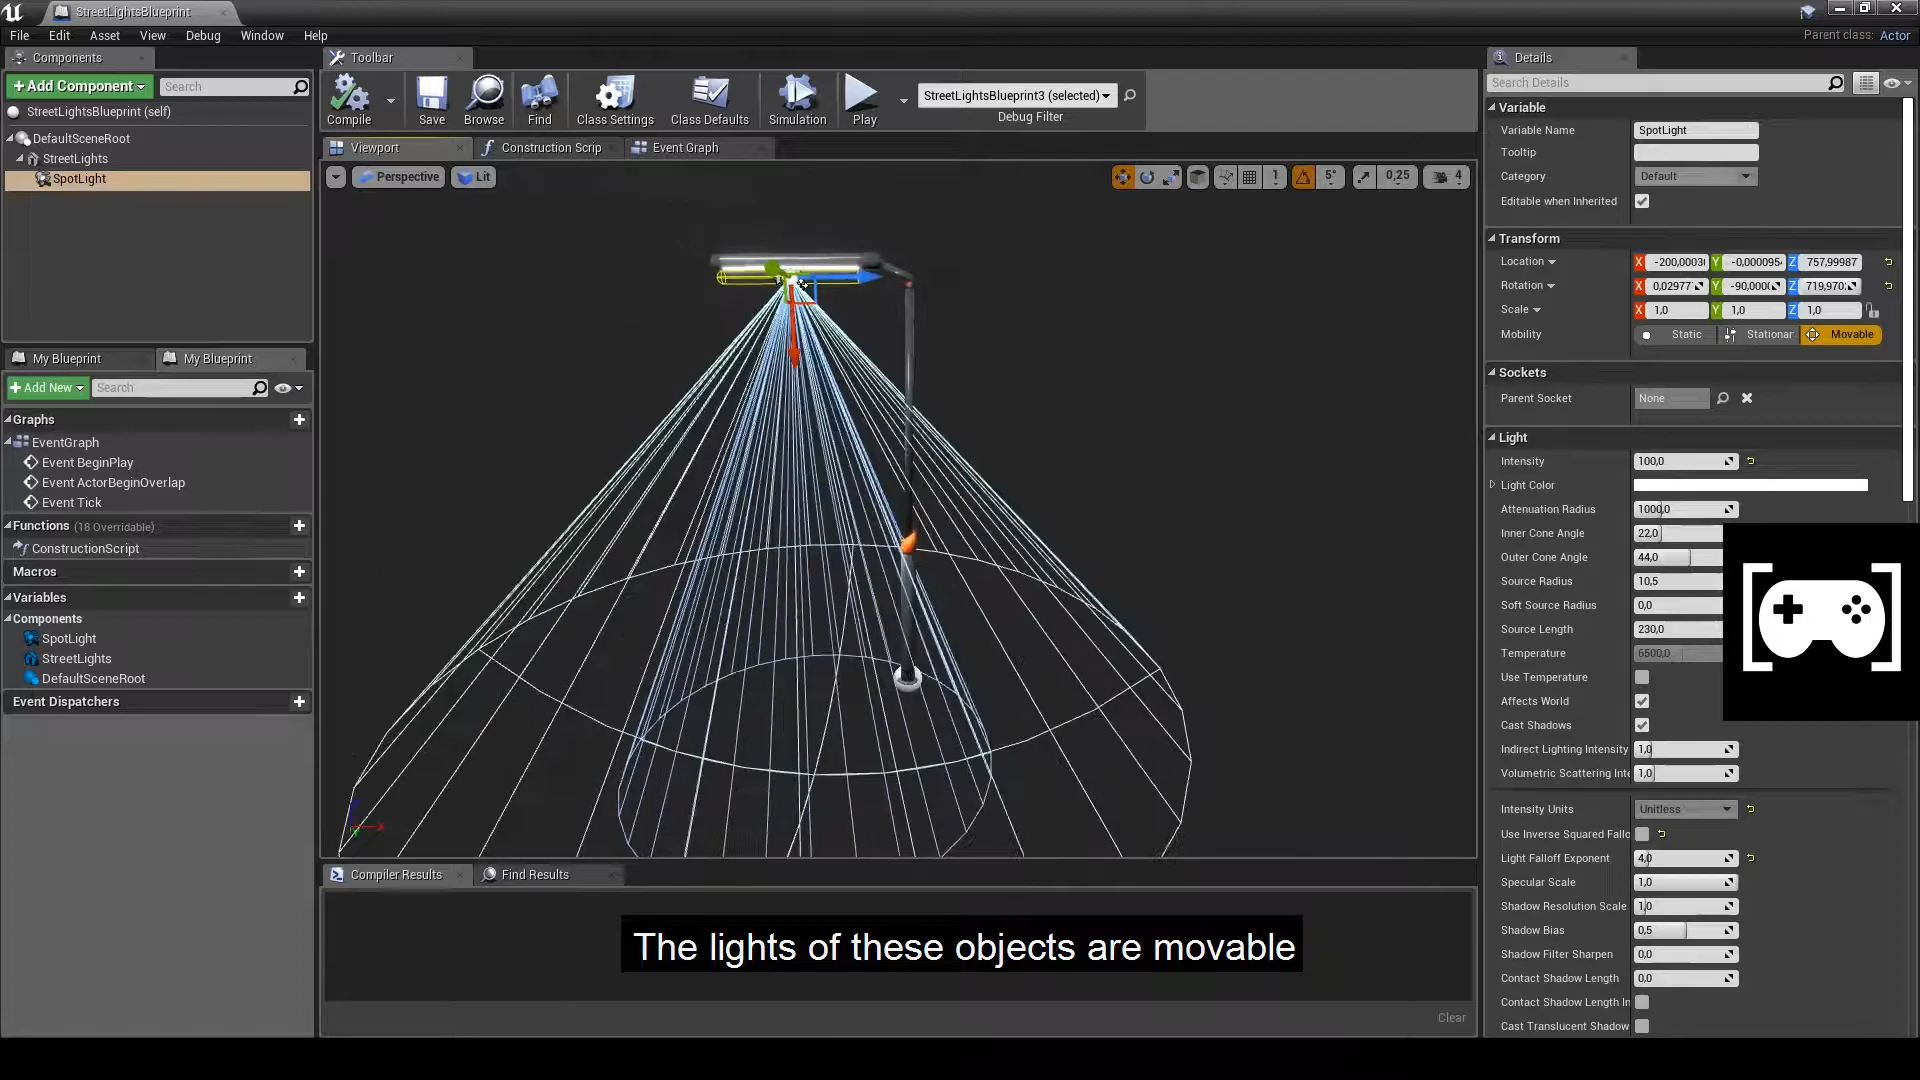 StreetLightsBlueprint
File Edit Asset View Debug Window Help
Parent class: Actor
Components
Toolbar
Details
+Add Component
Search
StreetLightsBlueprint (self)
DefaultSceneRoot
StreetLights
SpotLight
Compile
Save
Browse
Find
Class Settings
Class Defaults
Simulation
Play
StreetLightsBlueprint3 (selected)
Debug Filter
Viewport
Construction Scrip
Event Graph
Perspective
Lit
1
5°
0,25
4
My Blueprint
My Blueprint
+Add New
Search
Graphs
EventGraph
Event BeginPlay
Event ActorBeginOverlap
Event Tick
Functions (18 Overridable)
ConstructionScript
Macros
Variables
Components
SpotLight
StreetLights
DefaultSceneRoot
Event Dispatchers
Compiler Results
Find Results
The lights of these objects are movable
Clear
Search Details
Variable
Variable Name SpotLight
Tooltip
Category Default
Editable when Inherited
Transform
Location X -200,0003 Y -0,000095 Z 757,99987
Rotation X 0,02977 Y -90,000 Z 719,970
Scale X 1,0 Y 1,0 Z 1,0
Mobility Static Stationar Movable
Sockets
Parent Socket None
Light
Intensity 100,0
Light Color
Attenuation Radius 1000,0
Inner Cone Angle 22,0
Outer Cone Angle 44,0
Source Radius 10,5
Soft Source Radius 0,0
Source Length 230,0
Temperature 6500,0
Use Temperature
Affects World
Cast Shadows
Indirect Lighting Intensity 1,0
Volumetric Scattering Inte 1,0
Intensity Units Unitless
Use Inverse Squared Fallo
Light Falloff Exponent 4,0
Specular Scale 1,0
Shadow Resolution Scale 1,0
Shadow Bias 0,5
Shadow Filter Sharpen 0,0
Contact Shadow Length 0,0
Contact Shadow Length In
Cast Translucent Shadow